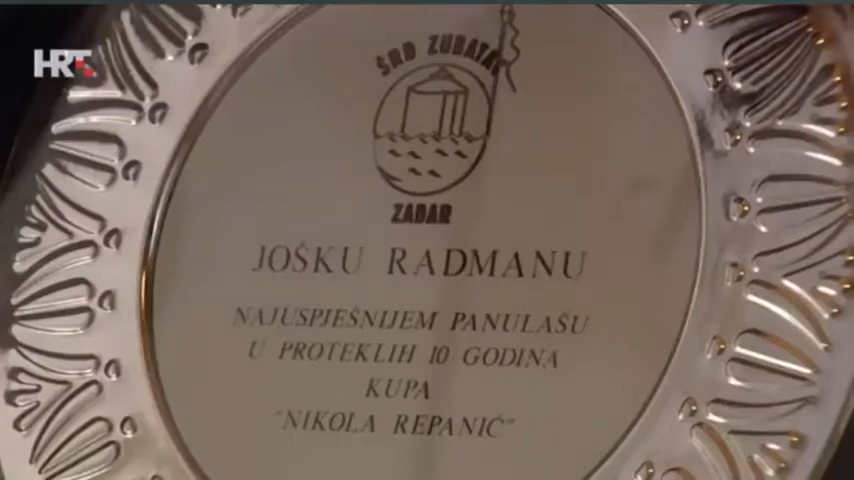 HRT
ŠRD ZUBATAC
ZADAR
JOŠKU RADMANU
NAJUSPJEŠNIJEM PANULAŠU
U PROTEKLIH 10 GODINA
KUPA
"NIKOLA REPANIĆ"